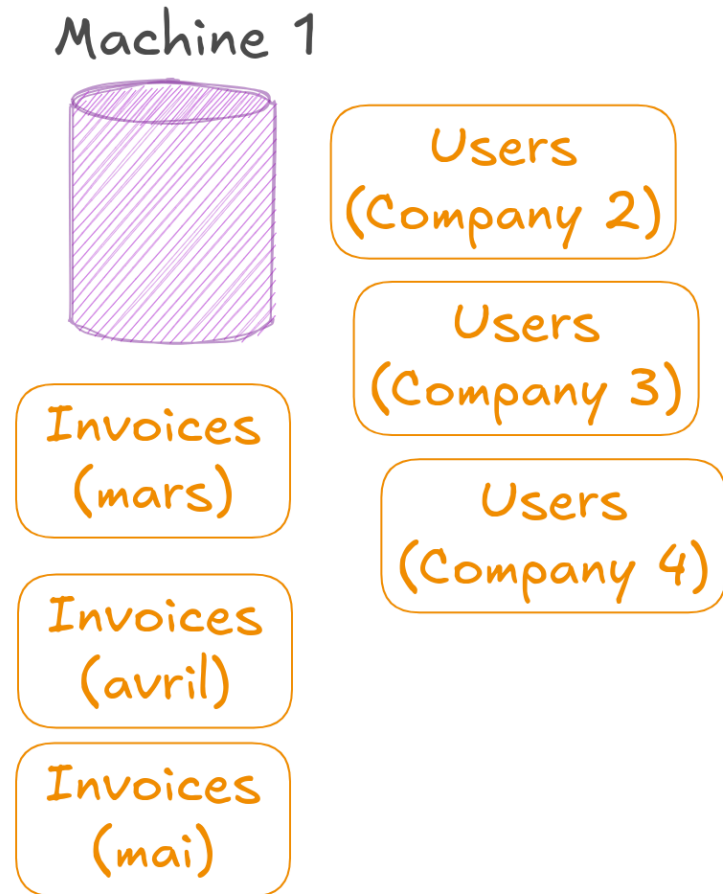 Machine 1
Users
(Company 2)
Users
(Company 3)
Users
(Company 4)
Invoices
(mars)
Invoices
(avril)
Invoices
(mai)